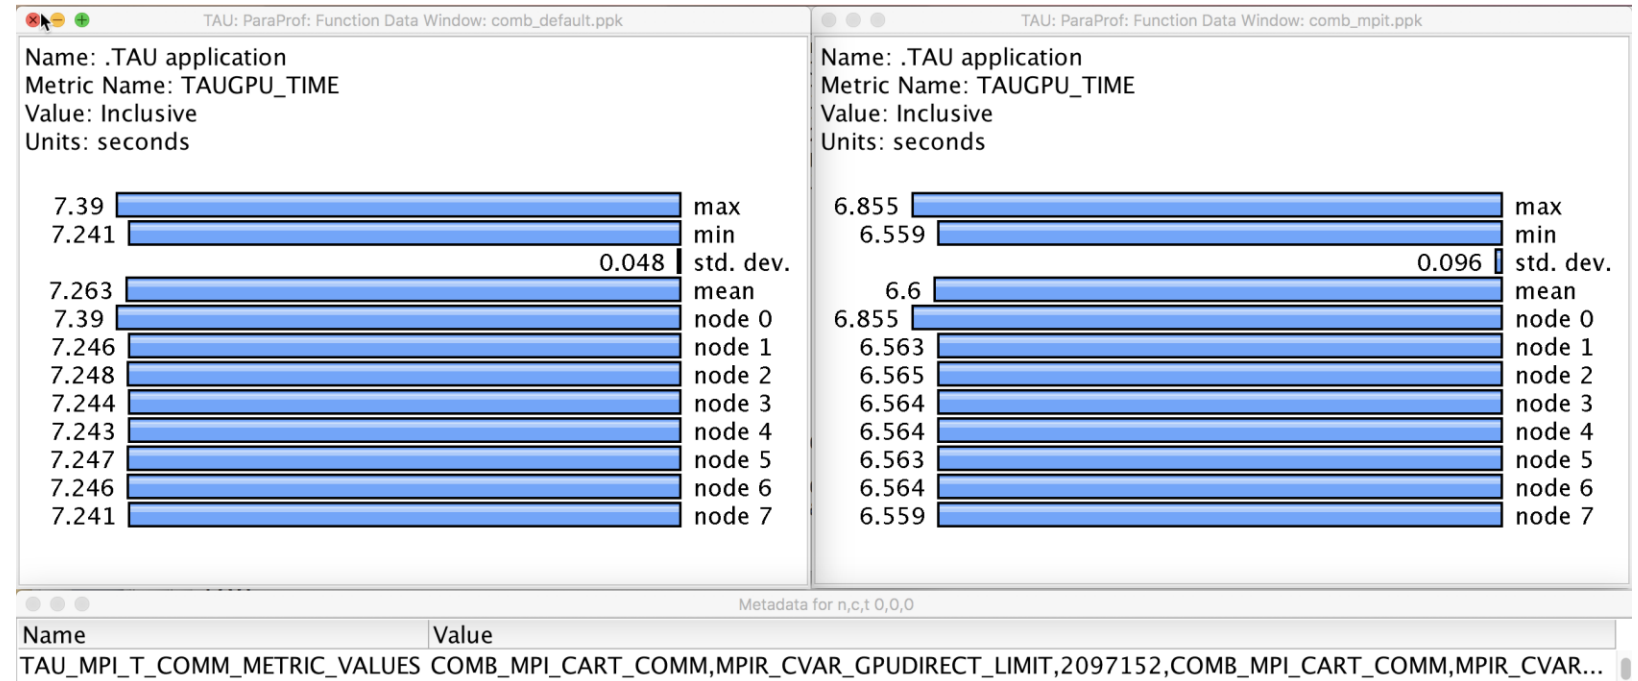 TAU: ParaProf: Function Data Window: comb_default.ppk
Name: .TAU application
Metric Name: TAUGPU_TIME
Value: Inclusive
Units: seconds
7.39 max
7.241 min
0.048 std. dev.
7.263 mean
7.39 node 0
7.246 node 1
7.248 node 2
7.244 node 3
7.243 node 4
7.247 node 5
7.246 node 6
7.241 node 7
TAU: ParaProf: Function Data Window: comb_mpit.ppk
Name: .TAU application
Metric Name: TAUGPU_TIME
Value: Inclusive
Units: seconds
6.855 max
6.559 min
0.096 std. dev.
6.6 mean
6.855 node 0
6.563 node 1
6.565 node 2
6.564 node 3
6.564 node 4
6.563 node 5
6.564 node 6
6.559 node 7
Metadata for n,c,t 0,0,0
Name Value
TAU_MPI_T_COMM_METRIC_VALUES COMB_MPI_CART_COMM,MPIR_CVAR_GPUDIRECT_LIMIT,2097152,COMB_MPI_CART_COMM,MPIR_CVAR...